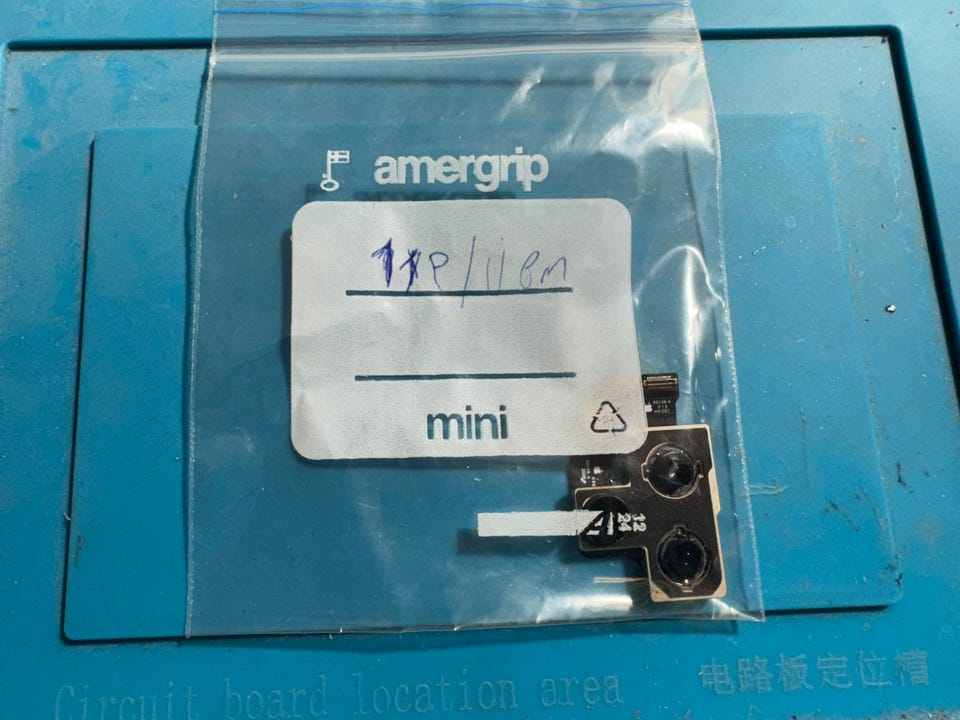 amergrip
11P/11PM
mini
12
24
Circuit board location area
电路板定位槽